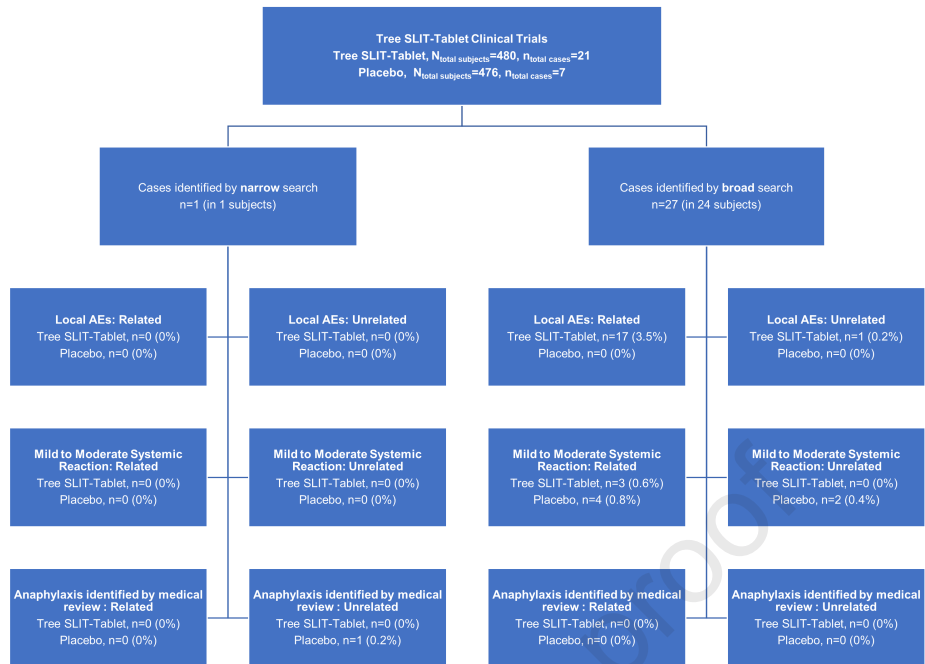 Tree SLIT-Tablet Clinical Trials
Tree SLIT-Tablet, Ntotal subjects=480, ntotal cases=21
Placebo, Ntotal subjects=476, ntotal cases=7
Cases identified by narrow search
n=1 (in 1 subjects)
Cases identified by broad search
n=27 (in 24 subjects)
Local AEs: Related
Tree SLIT-Tablet, n=0 (0%)
Placebo, n=0 (0%)
Local AEs: Unrelated
Tree SLIT-Tablet, n=0 (0%)
Placebo, n=0 (0%)
Local AEs: Related
Tree SLIT-Tablet, n=17 (3.5%)
Placebo, n=0 (0%)
Local AEs: Unrelated
Tree SLIT-Tablet, n=1 (0.2%)
Placebo, n=0 (0%)
Mild to Moderate Systemic
Reaction: Related
Tree SLIT-Tablet, n=0 (0%)
Placebo, n=0 (0%)
Mild to Moderate Systemic
Reaction: Unrelated
Tree SLIT-Tablet, n=0 (0%)
Placebo, n=0 (0%)
Mild to Moderate Systemic
Reaction: Related
Tree SLIT-Tablet, n=3 (0.6%)
Placebo, n=4 (0.8%)
Mild to Moderate Systemic
Reaction: Unrelated
Tree SLIT-Tablet, n=0 (0%)
Placebo, n=2 (0.4%)
Anaphylaxis identified by medical
review : Related
Tree SLIT-Tablet, n=0 (0%)
Placebo, n=0 (0%)
Anaphylaxis identified by medical
review : Unrelated
Tree SLIT-Tablet, n=0 (0%)
Placebo, n=1 (0.2%)
Anaphylaxis identified by medical
review : Related
Tree SLIT-Tablet, n=0 (0%)
Placebo, n=0 (0%)
Anaphylaxis identified by medical
review : Unrelated
Tree SLIT-Tablet, n=0 (0%)
Placebo, n=0 (0%)
proof